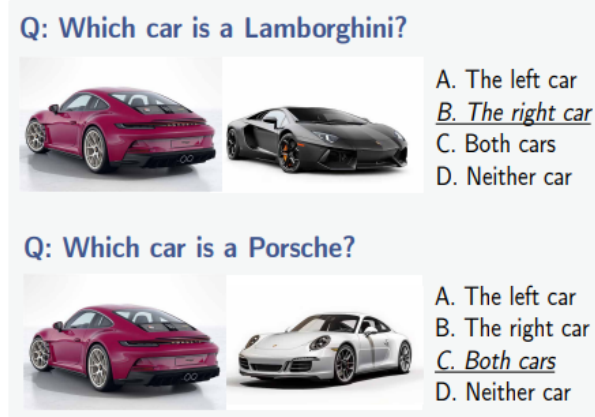 Q: Which car is a Lamborghini?
A. The left car
B. The right car
C. Both cars
D. Neither car
Q: Which car is a Porsche?
A. The left car
B. The right car
C. Both cars
D. Neither car